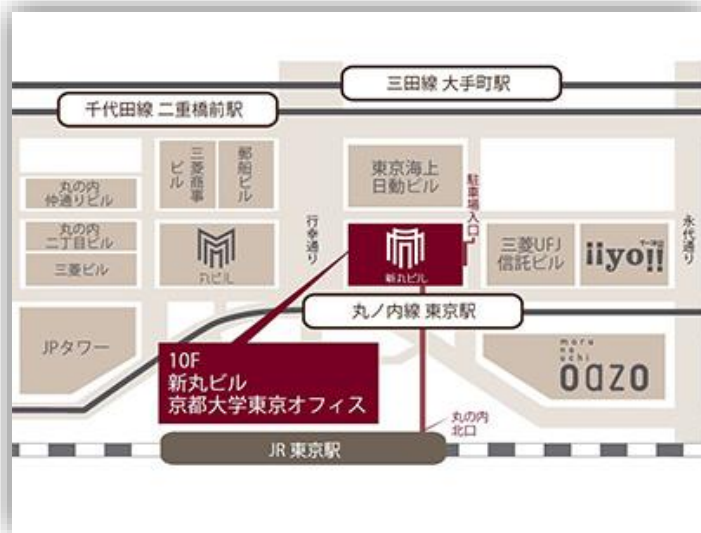 三田線 大手町駅
千代田線 二重橋前駅
三菱商事
ビル
郵船ビル
東京海上
日動ビル
駐車場入口
丸の内
仲通りビル
丸の内
二丁目ビル
三菱ビル
丸ビル
行幸通り
新丸ビル
三菱UFJ
信託ビル
iiyo!!
永代通り
丸ノ内線 東京駅
JPタワー
10F
新丸ビル
京都大学東京オフィス
maru
no
uchi
oazo
丸の内
北口
JR 東京駅